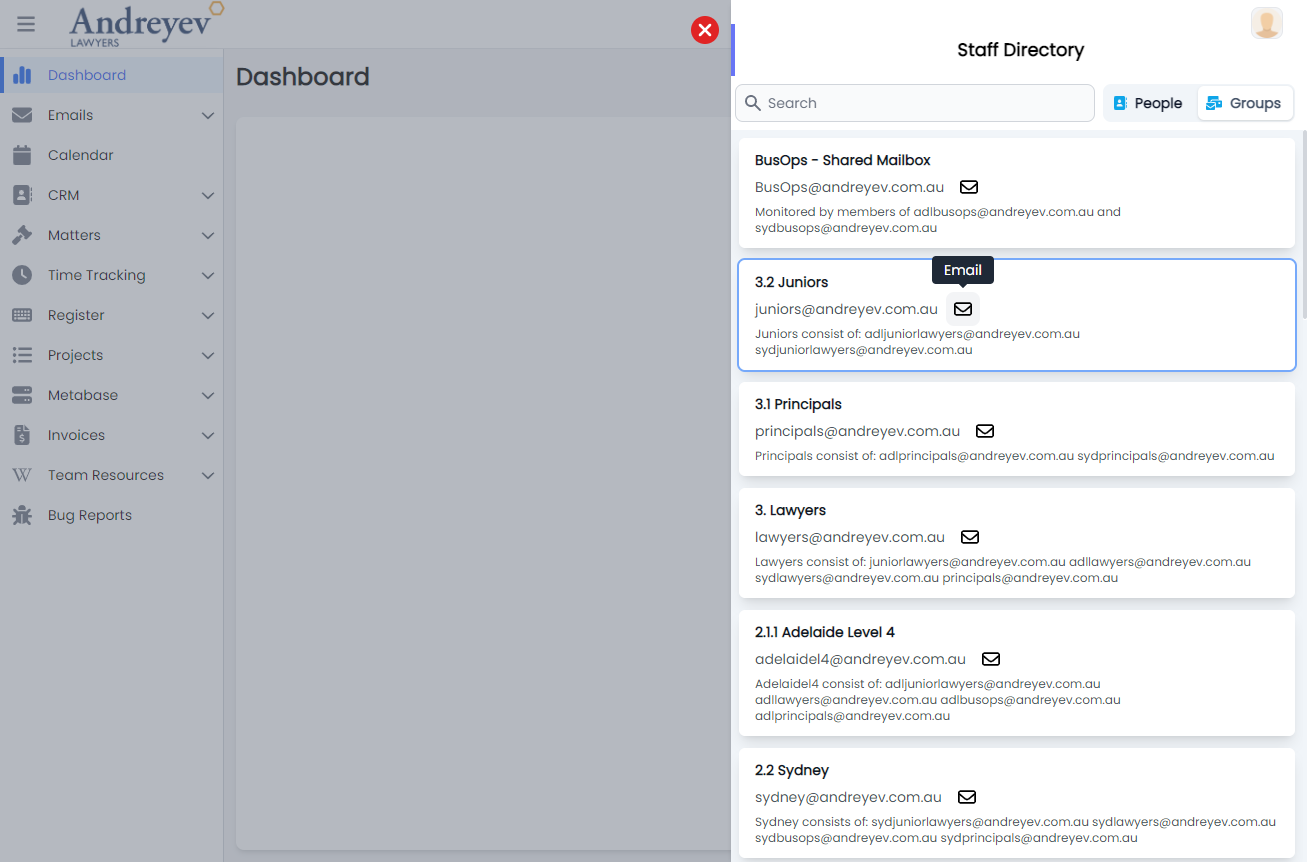 Andreyev
LAWYERS
Dashboard
Emails
Calendar
CRM
Matters
Time Tracking
Register
Projects
Metabase
Invoices
Team Resources
Bug Reports
Dashboard
Staff Directory
Search
People
Groups
BusOps - Shared Mailbox
BusOps@andreyev.com.au
Monitored by members of adlbusops@andreyev.com.au and
sydbusops@andreyev.com.au
Email
3.2 Juniors
juniors@andreyev.com.au
Juniors consist of: adljuniorlawyers@andreyev.com.au
sydjuniorlawyers@andreyev.com.au
3.1 Principals
principals@andreyev.com.au
Principals consist of: adlprincipals@andreyev.com.au sydprincipals@andreyev.com.au
3. Lawyers
lawyers@andreyev.com.au
Lawyers consist of: juniorlawyers@andreyev.com.au adllawyers@andreyev.com.au
sydlawyers@andreyev.com.au principals@andreyev.com.au
2.1.1 Adelaide Level 4
adelaidel4@andreyev.com.au
Adelaidel4 consist of: adljuniorlawyers@andreyev.com.au
adllawyers@andreyev.com.au adlbusops@andreyev.com.au
adlprincipals@andreyev.com.au
2.2 Sydney
sydney@andreyev.com.au
Sydney consists of: sydjuniorlawyers@andreyev.com.au sydlawyers@andreyev.com.au
sydbusops@andreyev.com.au sydprincipals@andreyev.com.au